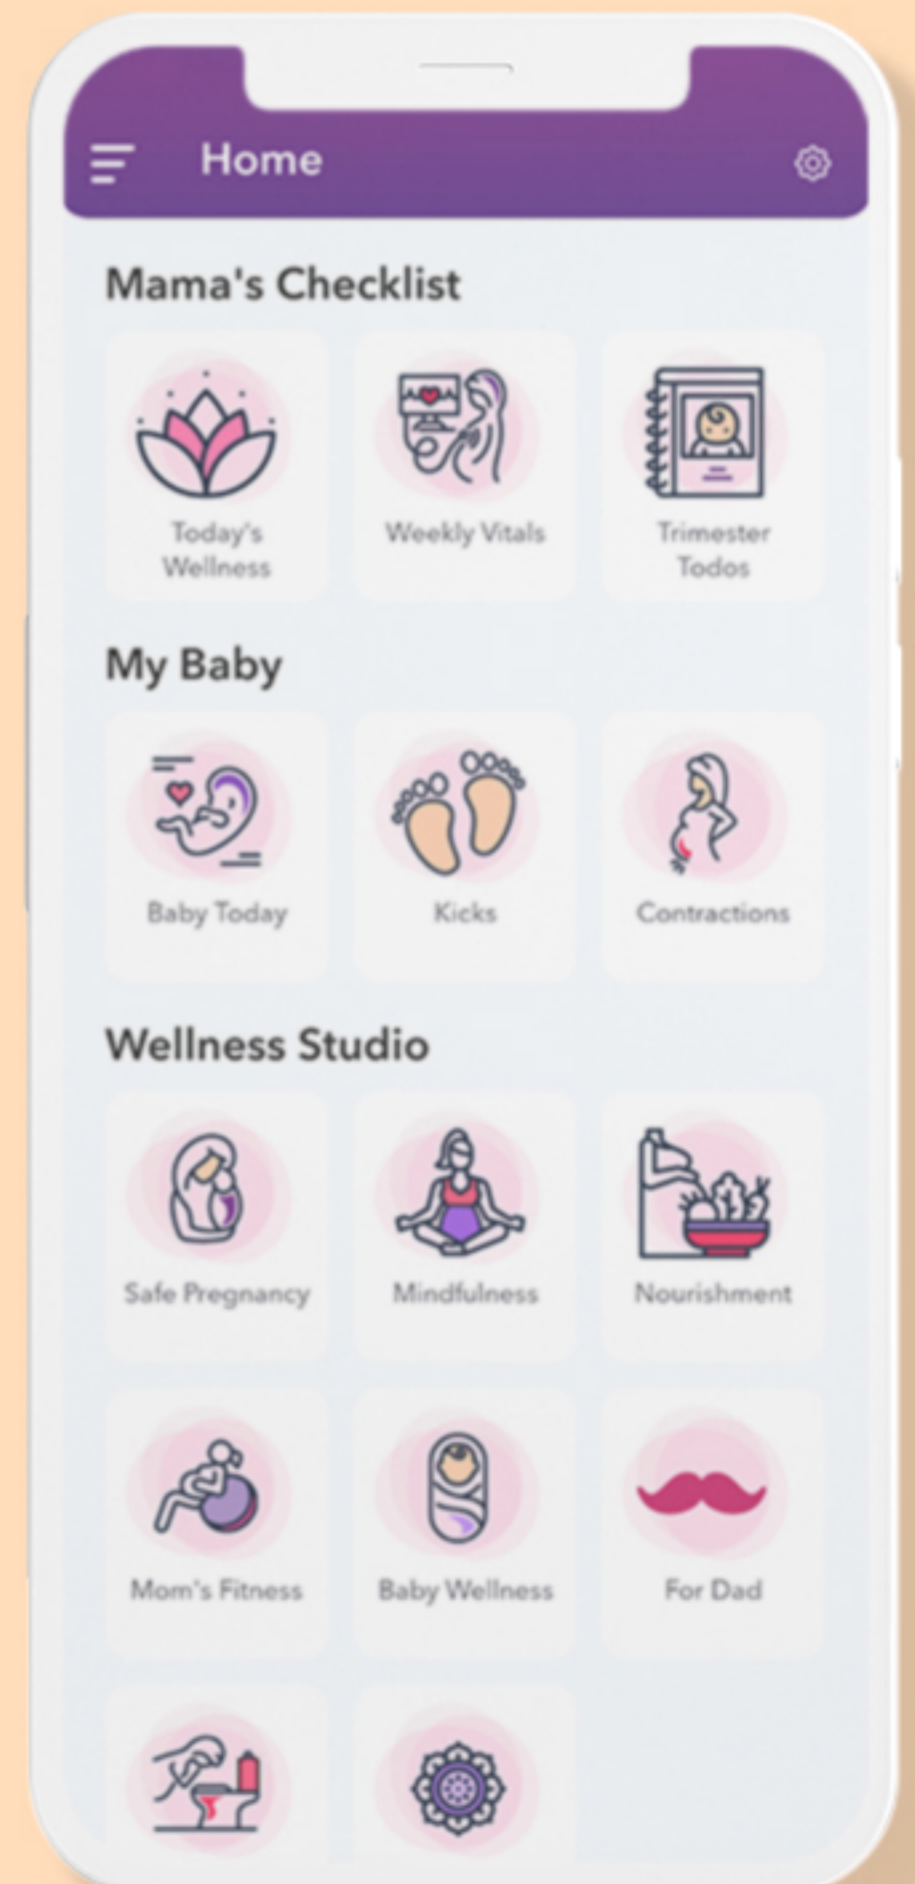 Home
Mama's Checklist
Today's
Wellness
Weekly Vitals
Trimester
Todos
My Baby
Baby Today
Kicks
Contractions
Wellness Studio
Safe Pregnancy
Mindfulness
Nourishment
Mom's Fitness
Baby Wellness
For Dad